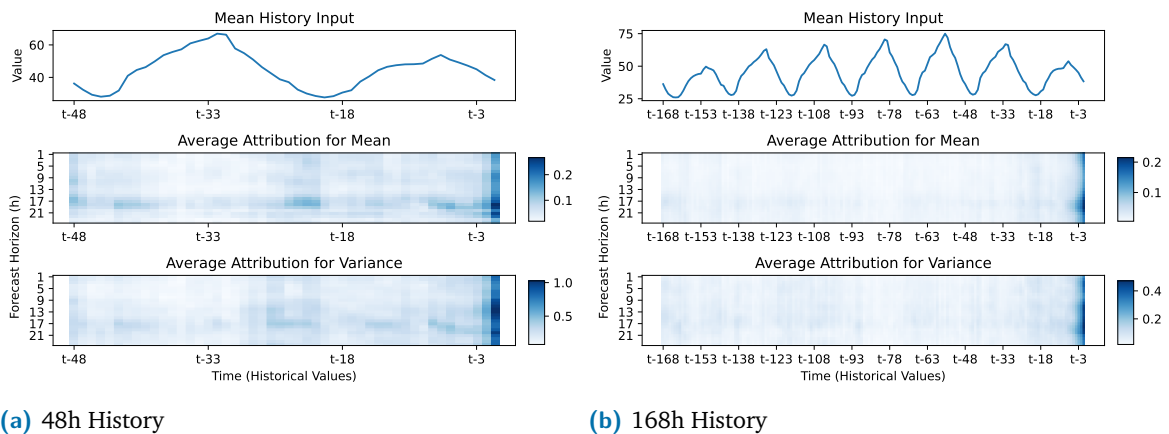 Mean History Input
Value
60
40
t-48 t-33 t-18 t-3
Average Attribution for Mean
1
5
9
13
17
21
0.2
0.1
t-48 t-33 t-18 t-3
Average Attribution for Variance
Forecast Horizon (h)
1
5
9
13
17
21
1.0
0.5
t-48 t-33 t-18 t-3
Time (Historical Values)
(a) 48h History
Mean History Input
Value
75
50
25
t-168 t-153 t-138 t-123 t-108 t-93 t-78 t-63 t-48 t-33 t-18 t-3
Average Attribution for Mean
1
5
9
13
17
21
0.2
0.1
t-168 t-153 t-138 t-123 t-108 t-93 t-78 t-63 t-48 t-33 t-18 t-3
Average Attribution for Variance
Forecast Horizon (h)
1
5
9
13
17
21
0.4
0.2
t-168 t-153 t-138 t-123 t-108 t-93 t-78 t-63 t-48 t-33 t-18 t-3
Time (Historical Values)
(b) 168h History